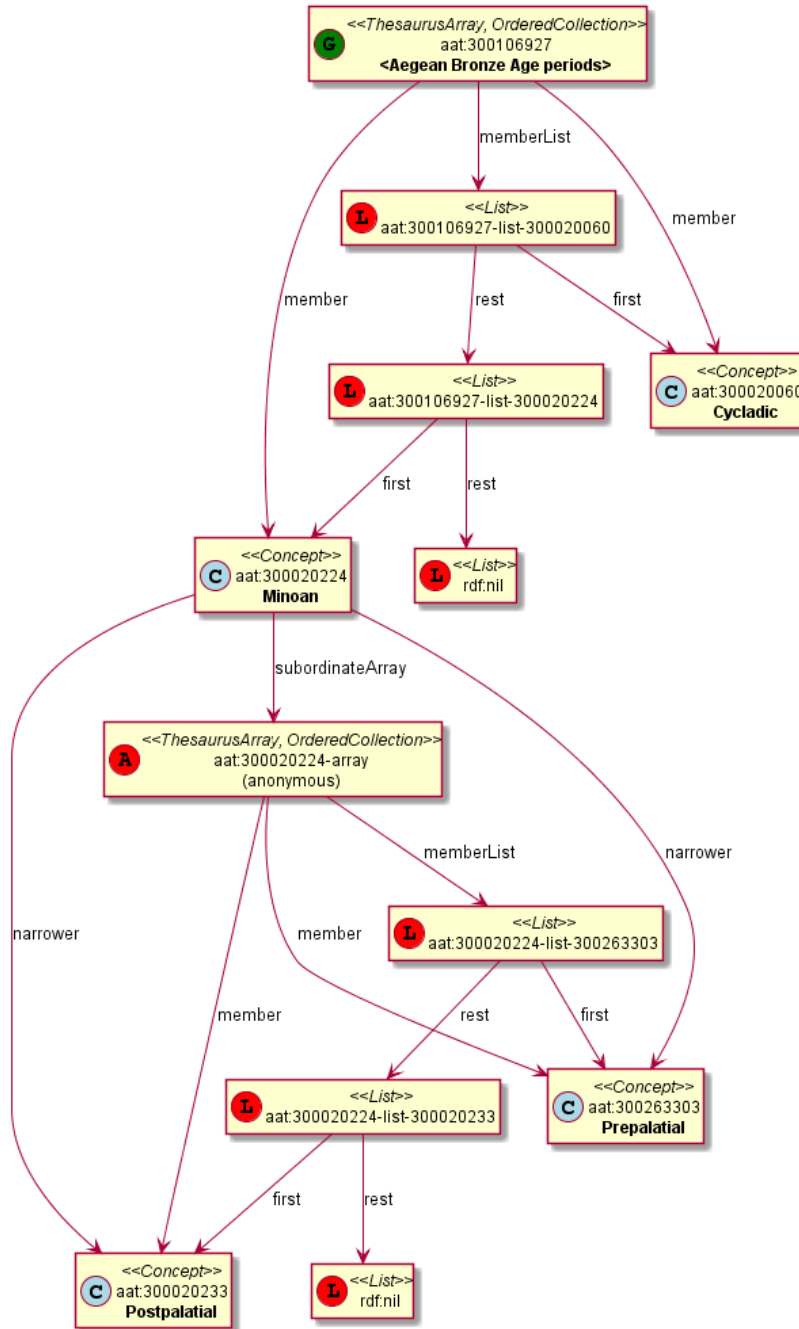 <<ThesaurusArray, OrderedCollection>>
G
aat:300106927
<Aegean Bronze Age periods>
memberList
<<List>>
L
aat:300106927-list-300020060
member
member
rest
first
<<List>>
L
aat:300106927-list-300020224
<<Concept>>
C
aat:300020060
Cycladic
first
rest
<<Concept>>
C
aat:300020224
Minoan
<<List>>
L
rdf:nil
subordinateArray
<<ThesaurusArray, OrderedCollection>>
A
aat:300020224-array
(anonymous)
memberList
narrower
<<List>>
L
aat:300020224-list-300263303
narrower
member
member
rest
first
<<List>>
L
aat:300020224-list-300020233
<<Concept>>
C
aat:300263303
Prepalatial
first
rest
<<Concept>>
C
aat:300020233
Postpalatial
<<List>>
L
rdf:nil